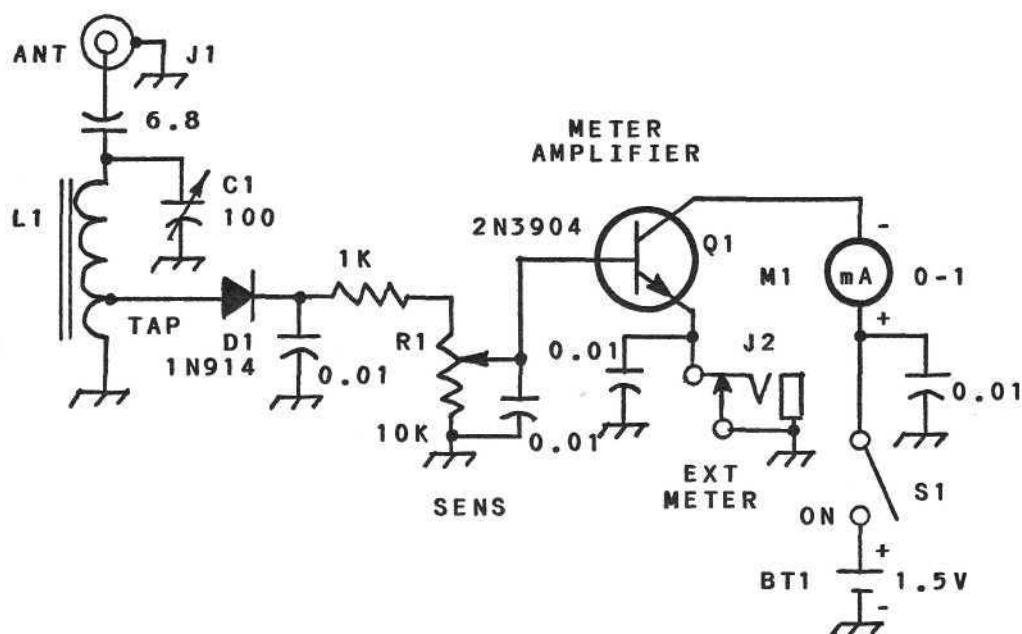 ANT
J1
6.8
METER
AMPLIFIER
C1
100
L1
2N3904
Q1
1K
M1
mA
0-1
-
+
TAP
D1
1N914
R1
0.01
J2
0.01
0.01
10K
0.01
SENS
EXT
METER
S1
ON
+
BT1
1.5V
-